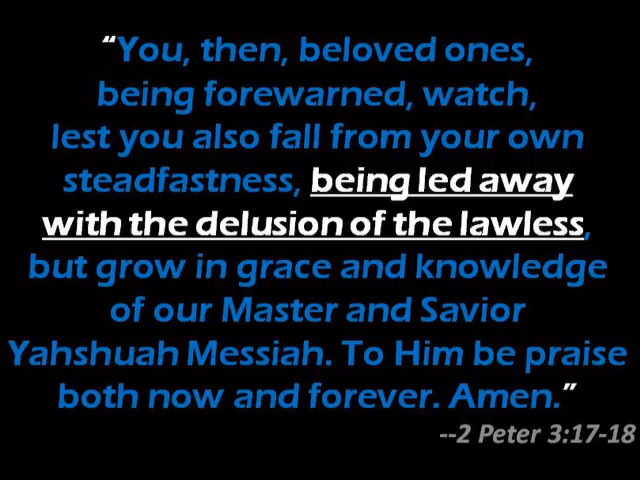 “You, then, beloved ones,
being forewarned, watch,
lest you also fall from your own
steadfastness, being led away
with the delusion of the lawless,
but grow in grace and knowledge
of our Master and Savior
Yahshuah Messiah. To Him be praise
both now and forever. Amen.”
--2 Peter 3:17-18